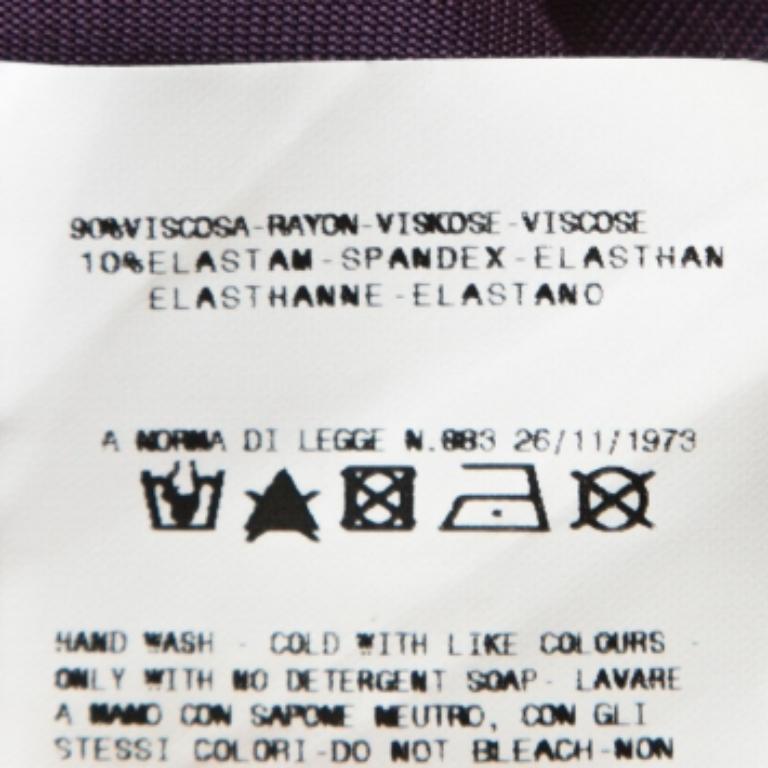 90%VISCOSA-RAYON-VISKOSE-VISCOSE
10%ELASTAM-SPANDEX-ELASTHAN
ELASTHANNE-ELASTANO
A NORMA DI LEGGE N.883 26/11/1973
HAND WASH - COLD WITH LIKE COLOURS -
ONLY WITH NO DETERGENT SOAP- LAVARE
A MANO CON SAPONE NEUTRO, CON GLI
STESSI COLORI-DO NOT BLEACH-NON